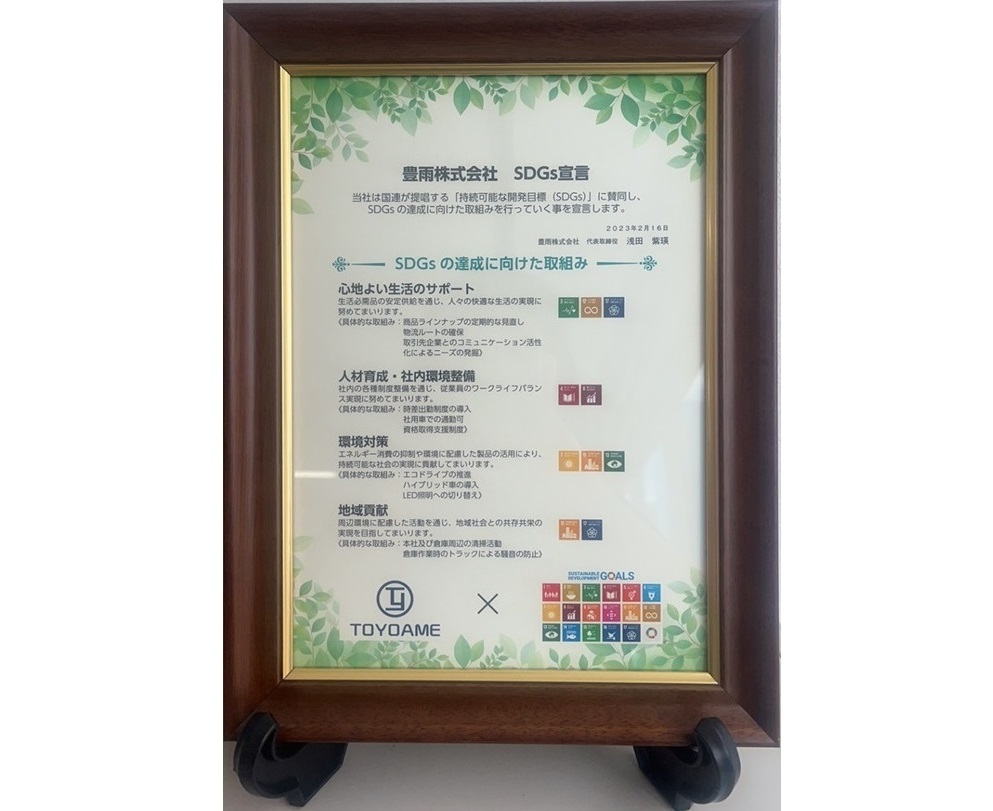 豊雨株式会社 SDGs宣言
当社は国連が提唱する「持続可能な開発目標（SDGs）」に賛同し、
SDGs の達成に向けた取組みを行っていく事を宣言します。
2023年2月16日
豊雨株式会社 代表取締役 浅田 紫瑛
SDGs の達成に向けた取組み
心地よい生活のサポート
生活必需品の安定供給を通じ、人々の快適な生活の実現に
努めてまいります。
〈具体的な取組み：商品ラインナップの定期的な見直し
物流ルートの確保
取引先企業とのコミュニケーション活性
化によるニーズの発掘〉
人材育成・社内環境整備
社内の各種制度整備を通じ、従業員のワークライフバラン
ス実現に努めてまいります。
〈具体的な取組み：時差出勤制度の導入
社用車での通勤可
資格取得支援制度〉
環境対策
エネルギー消費の抑制や環境に配慮した製品の活用により、
持続可能な社会の実現に貢献してまいります。
〈具体的な取組み：エコドライブの推進
ハイブリッド車の導入
LED照明への切り替え〉
地域貢献
周辺環境に配慮した活動を通じ、地域社会との共存共栄の
実現を目指してまいります。
〈具体的な取組み：本社及び倉庫周辺の清掃活動
倉庫作業時のトラックによる騒音の防止〉
TOYOAME
×
SUSTAINABLE
DEVELOPMENT GOALS